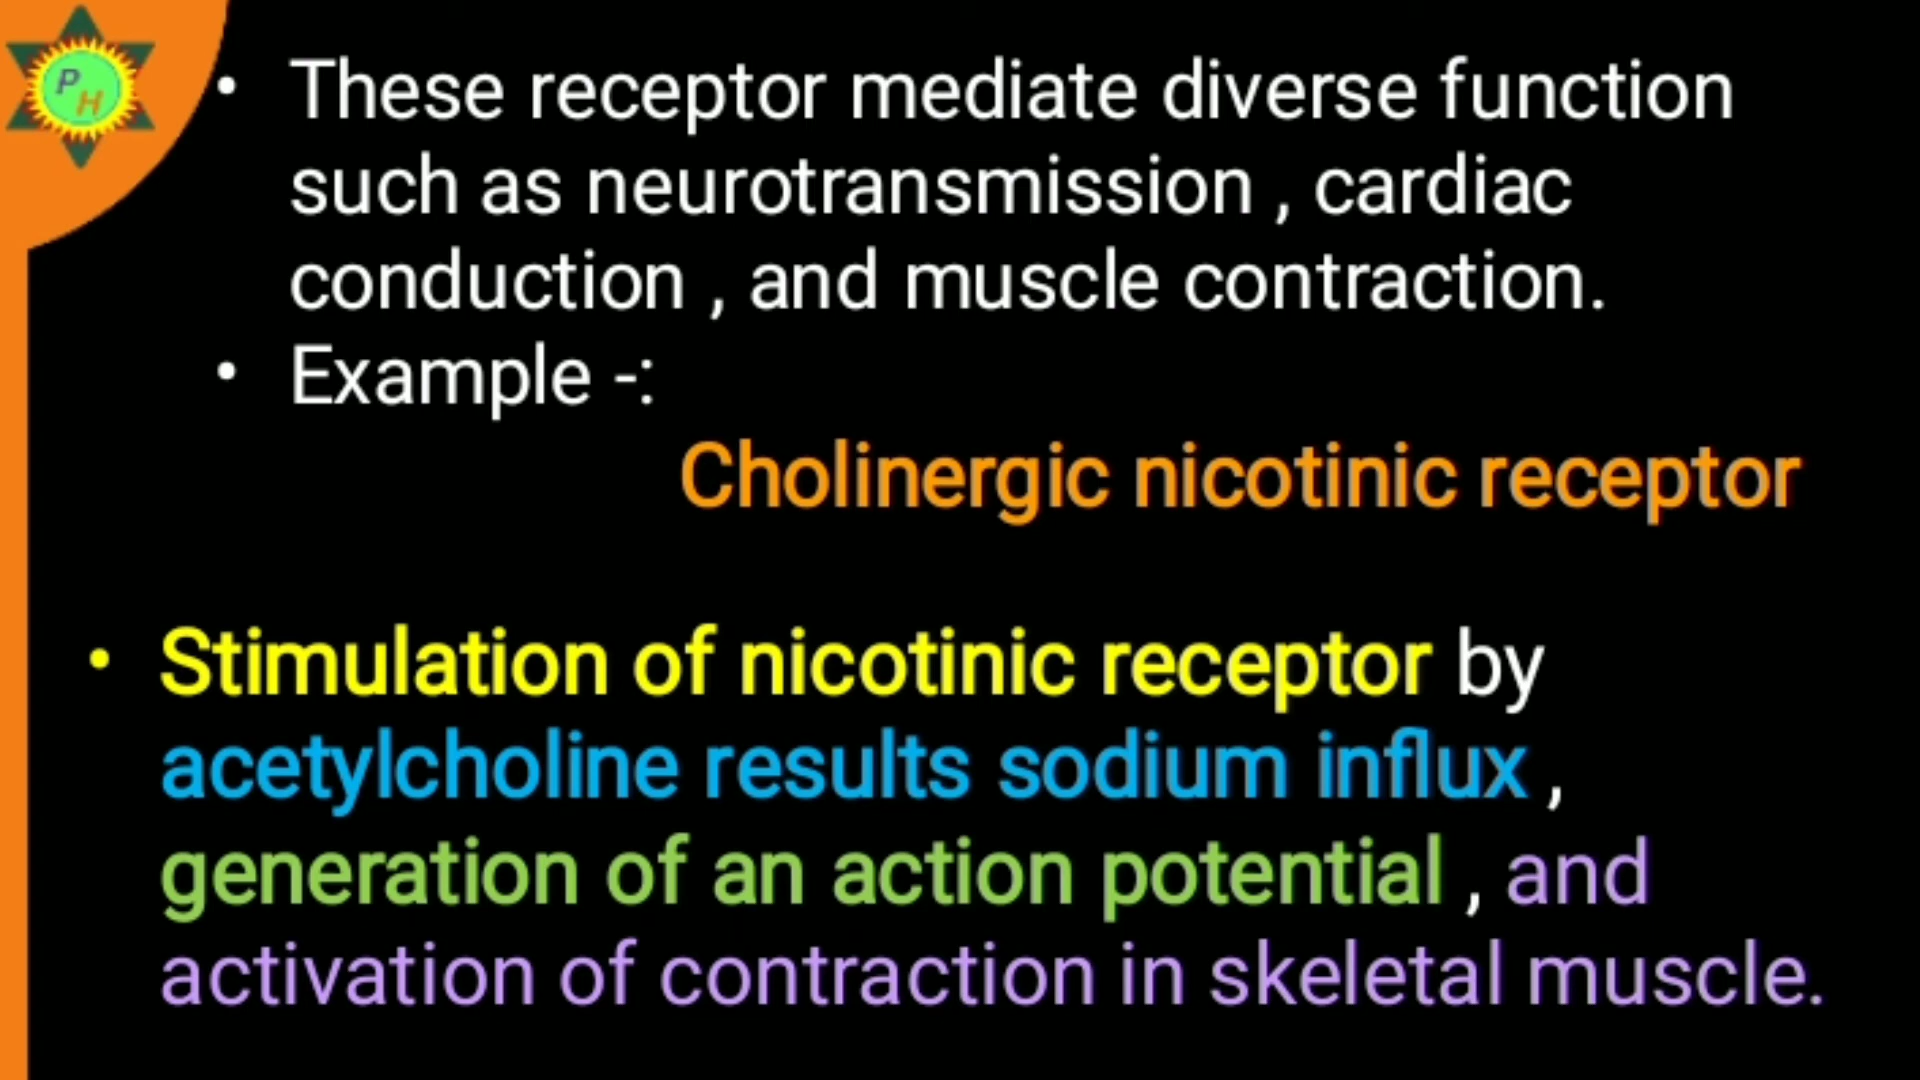 P
H
• These receptor mediate diverse function
such as neurotransmission , cardiac
conduction , and muscle contraction.
• Example -:
Cholinergic nicotinic receptor
• Stimulation of nicotinic receptor by
acetylcholine results sodium influx ,
generation of an action potential , and
activation of contraction in skeletal muscle.